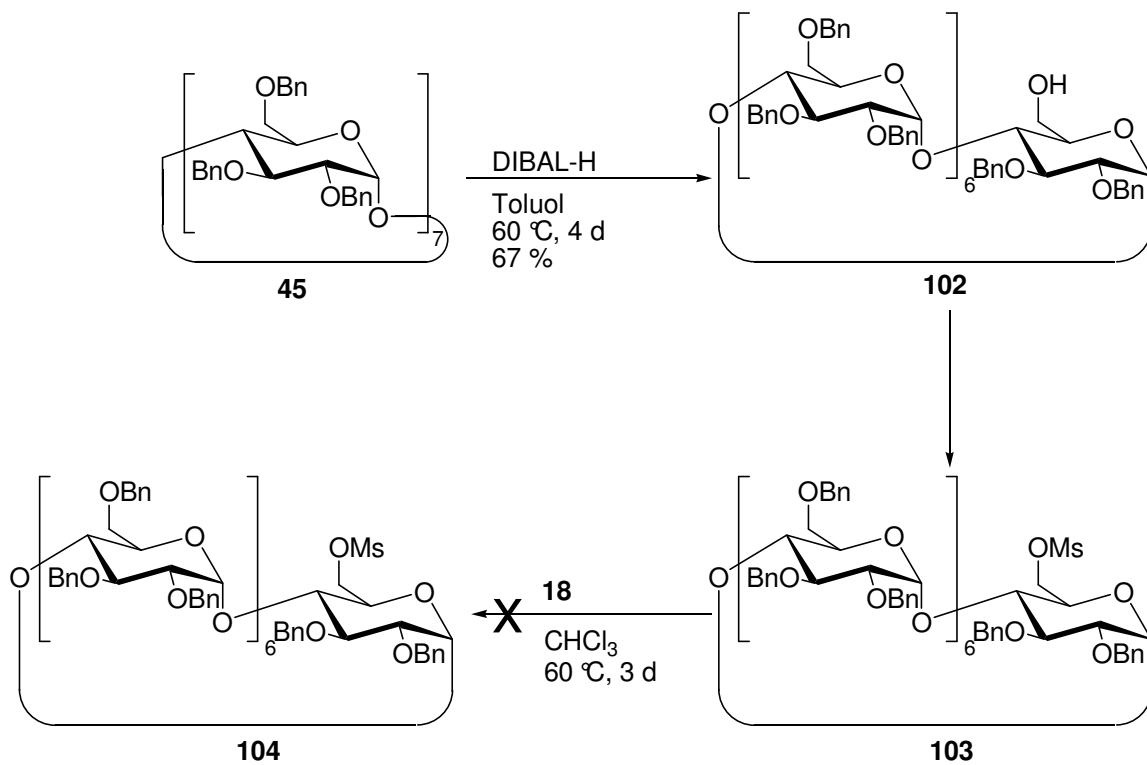 OBn
O
BnO
OBn
O
7
45
DIBAL-H
Toluol
60 °C, 4 d
67 %
OBn
O
O
BnO
OBn
O
6
OH
O
BnO
OBn
102
OBn
O
O
BnO
OBn
O
6
OMs
O
BnO
OBn
104
18
X
CHCl3
60 °C, 3 d
OBn
O
O
BnO
OBn
O
6
OMs
O
BnO
OBn
103